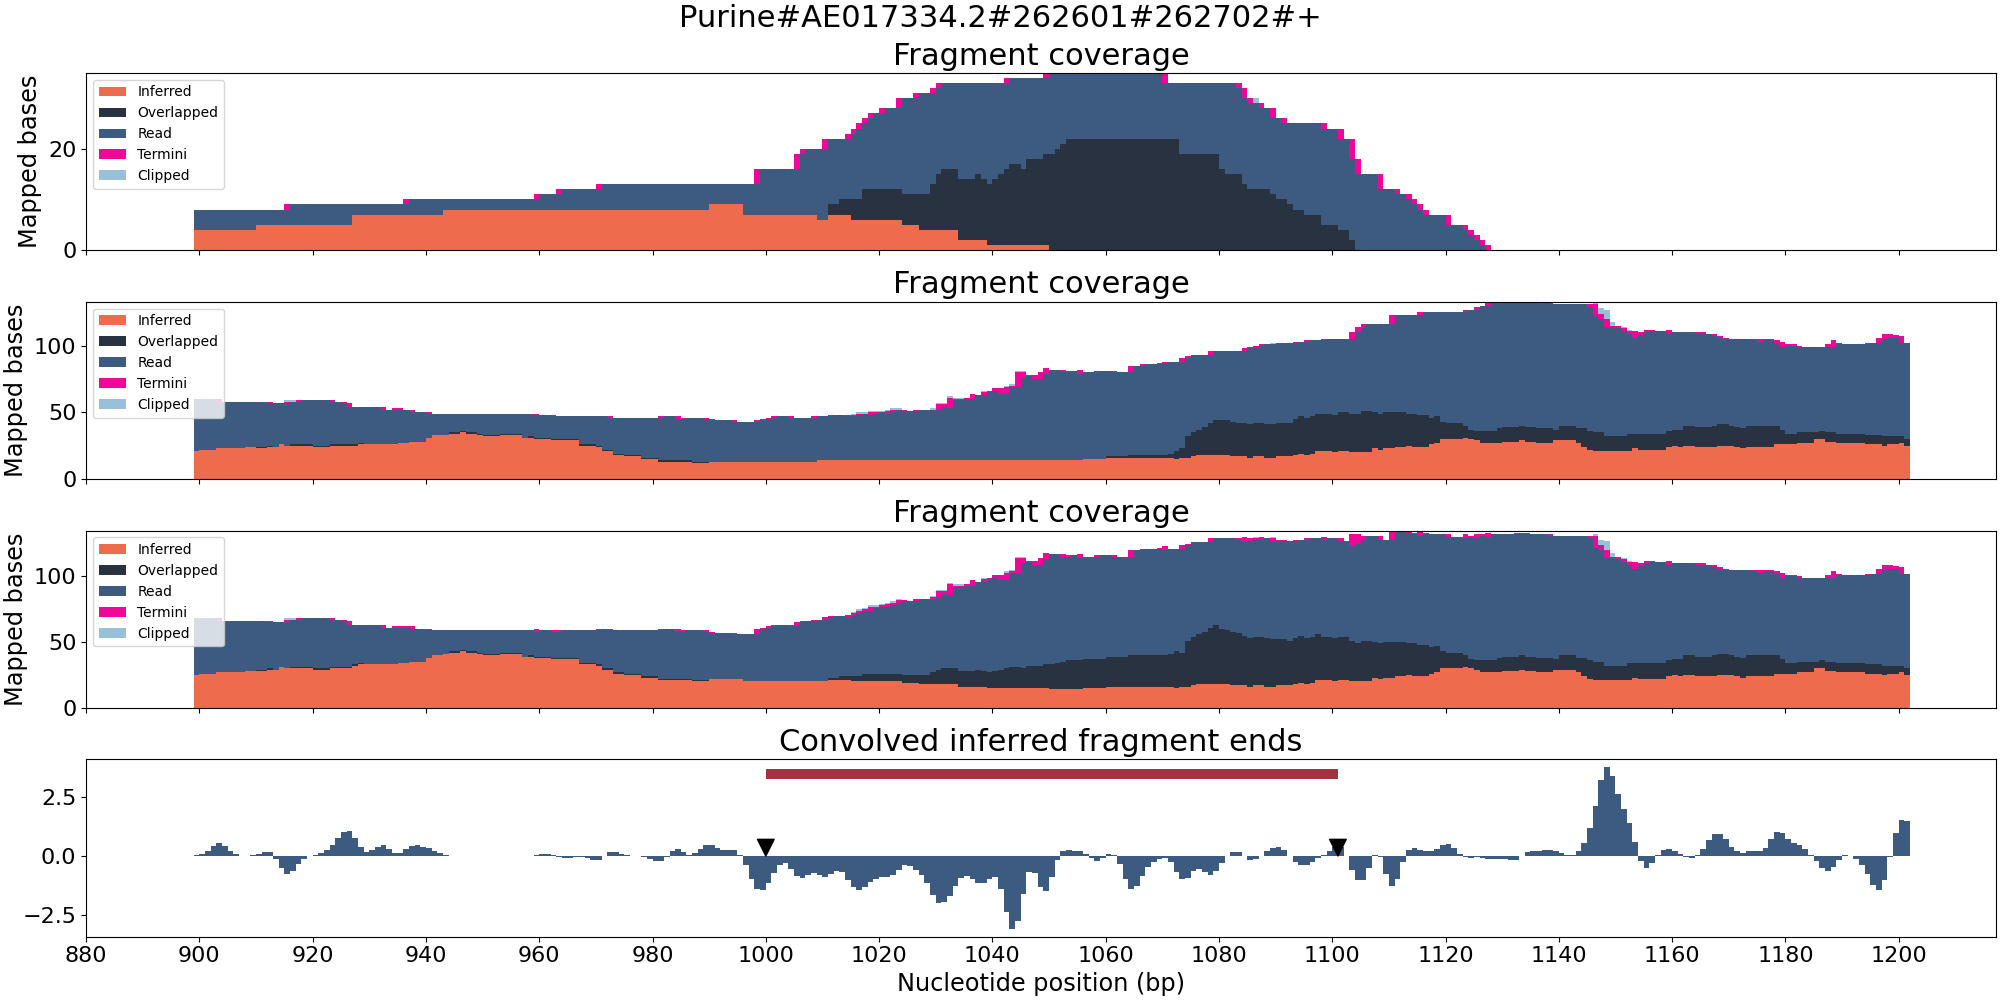 Purine#AE017334.2#262601#262702#+
Fragment coverage
Mapped bases
20
0
Inferred
Overlapped
Read
Termini
Clipped
Fragment coverage
Mapped bases
100
50
0
Inferred
Overlapped
Read
Termini
Clipped
Fragment coverage
Mapped bases
100
50
0
Inferred
Overlapped
Read
Termini
Clipped
Convolved inferred fragment ends
2.5
0.0
−2.5
880 900 920 940 960 980 1000 1020 1040 1060 1080 1100 1120 1140 1160 1180 1200
Nucleotide position (bp)